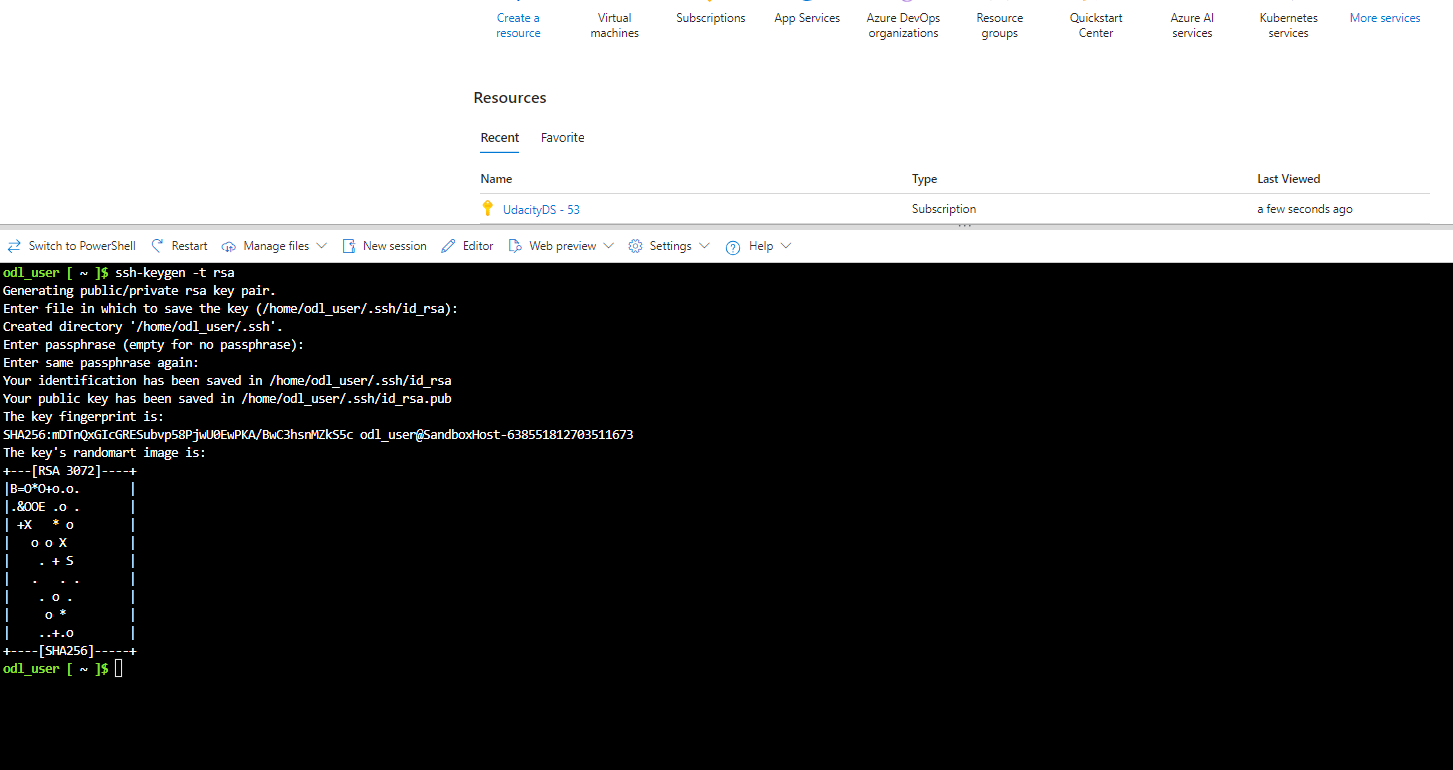 Create a resource
Virtual machines
Subscriptions
App Services
Azure DevOps organizations
Resource groups
Quickstart Center
Azure AI services
Kubernetes services
More services
Resources
Recent Favorite
Name Type Last Viewed
UdacityDS - 53 Subscription a few seconds ago
Switch to PowerShell Restart Manage files New session Editor Web preview Settings Help
odl_user [ ~ ]$ ssh-keygen -t rsa
Generating public/private rsa key pair.
Enter file in which to save the key (/home/odl_user/.ssh/id_rsa):
Created directory '/home/odl_user/.ssh'.
Enter passphrase (empty for no passphrase):
Enter same passphrase again:
Your identification has been saved in /home/odl_user/.ssh/id_rsa
Your public key has been saved in /home/odl_user/.ssh/id_rsa.pub
The key fingerprint is:
SHA256:mDTnQxGIcGRESubvp58PjwU0EwPKA/BwC3hsnMZkS5c odl_user@SandboxHost-638551812703511673
The key's randomart image is:
+---[RSA 3072]----+
|B=O*O+o.o.       |
|.&OOE .o .       |
| +X   * o        |
|   o o X         |
|    . + S        |
|   .   . .       |
|    . o .        |
|     o *         |
|    ..+.o        |
+----[SHA256]-----+
odl_user [ ~ ]$